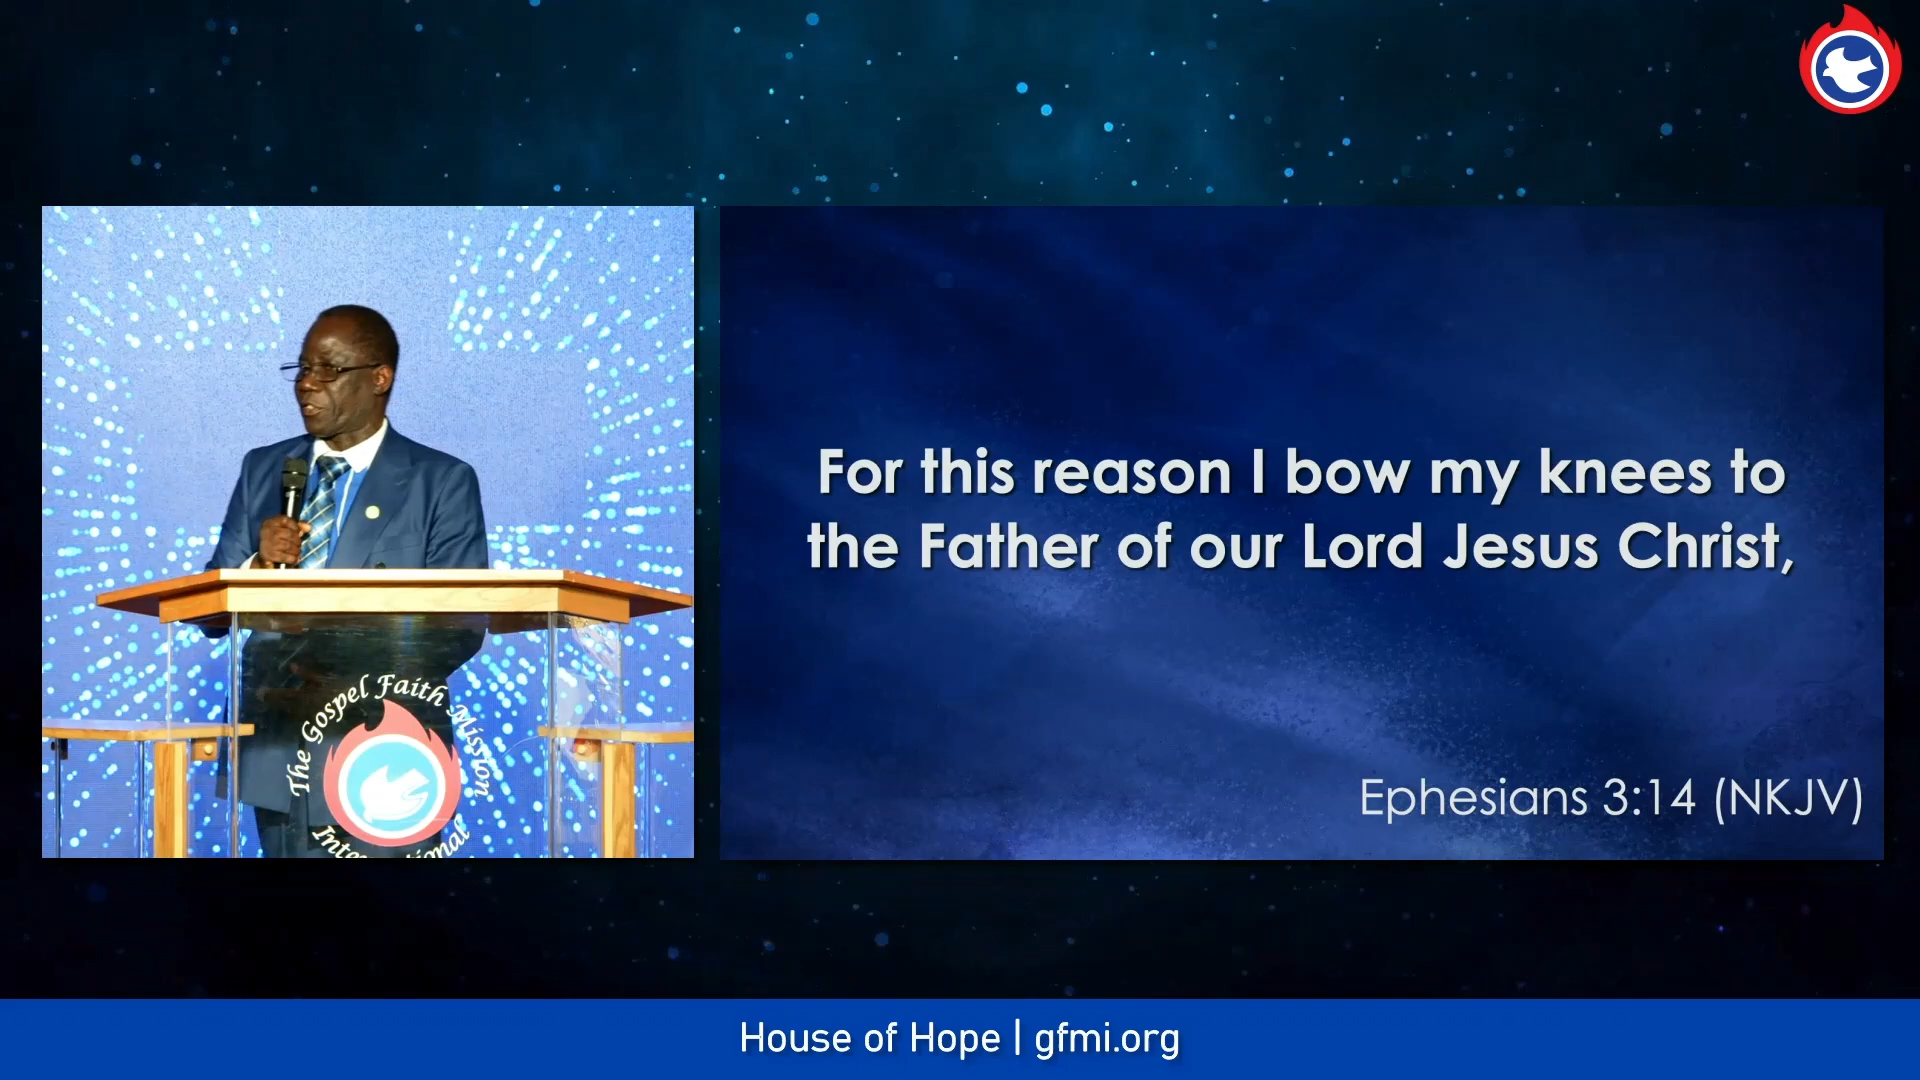 For this reason I bow my knees to
the Father of our Lord Jesus Christ,
Ephesians 3:14 (NKJV)
The Gospel Faith Mission
House of Hope | gfmi.org